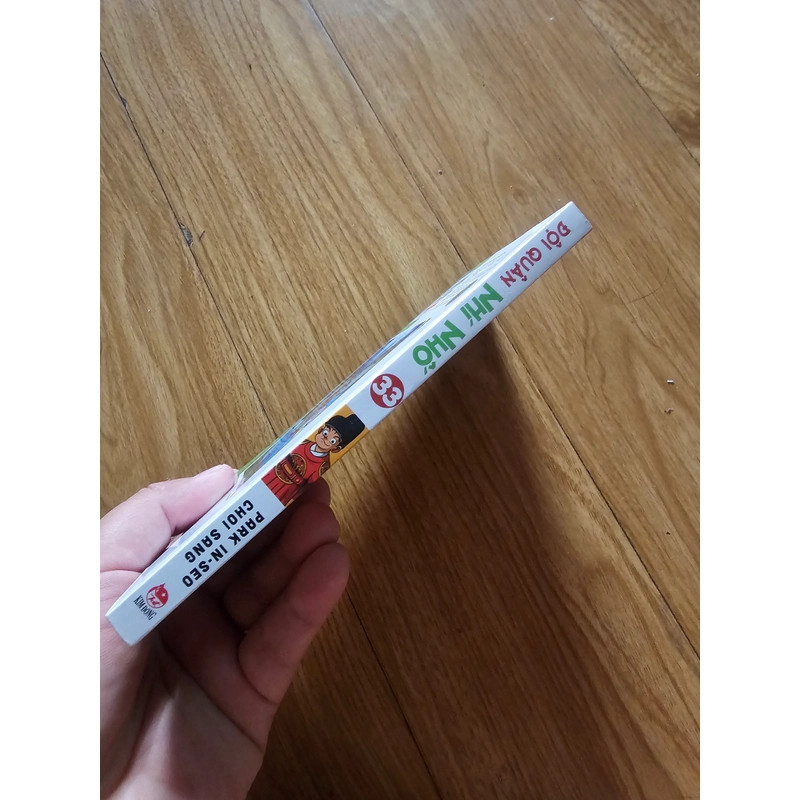 ĐỘI QUÂN
NHÍ NHỐ
33
PARK IN-SEO
CHOI SANG
KIM ĐỒNG